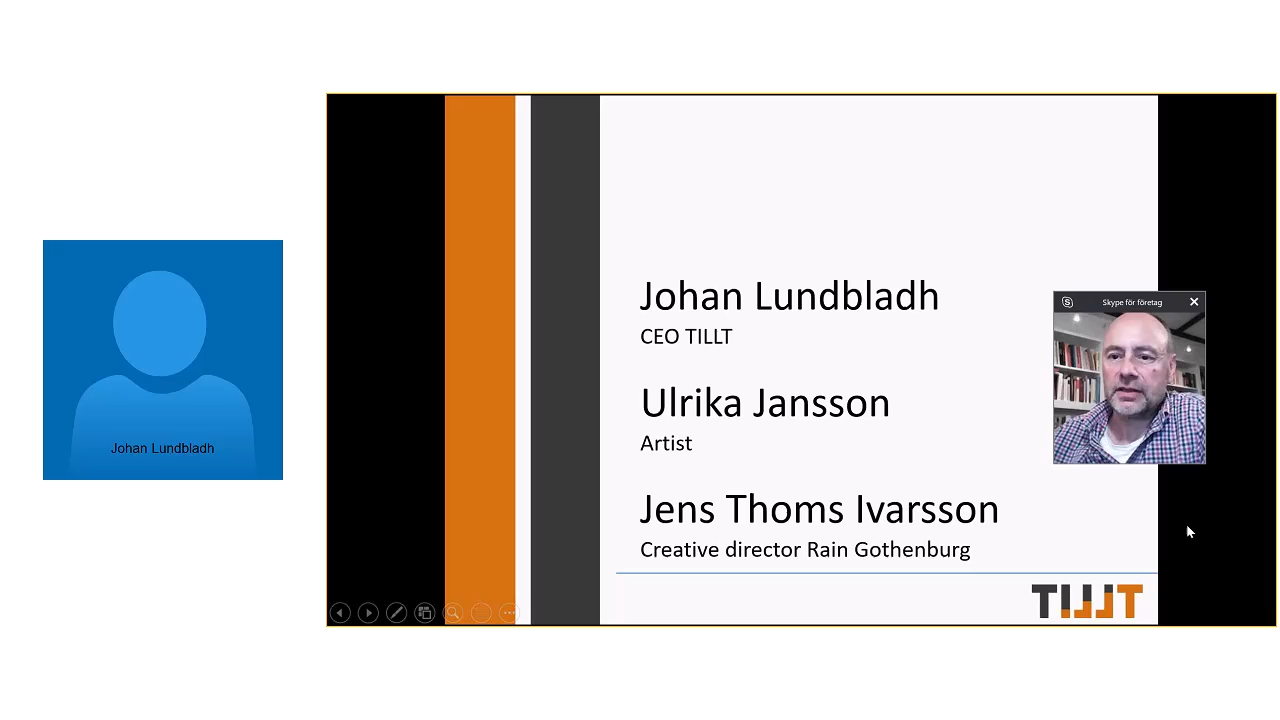 Johan Lundbladh
Johan Lundbladh
CEO TILLT
Ulrika Jansson
Artist
Jens Thoms Ivarsson
Creative director Rain Gothenburg
Skype för företag
TILLT